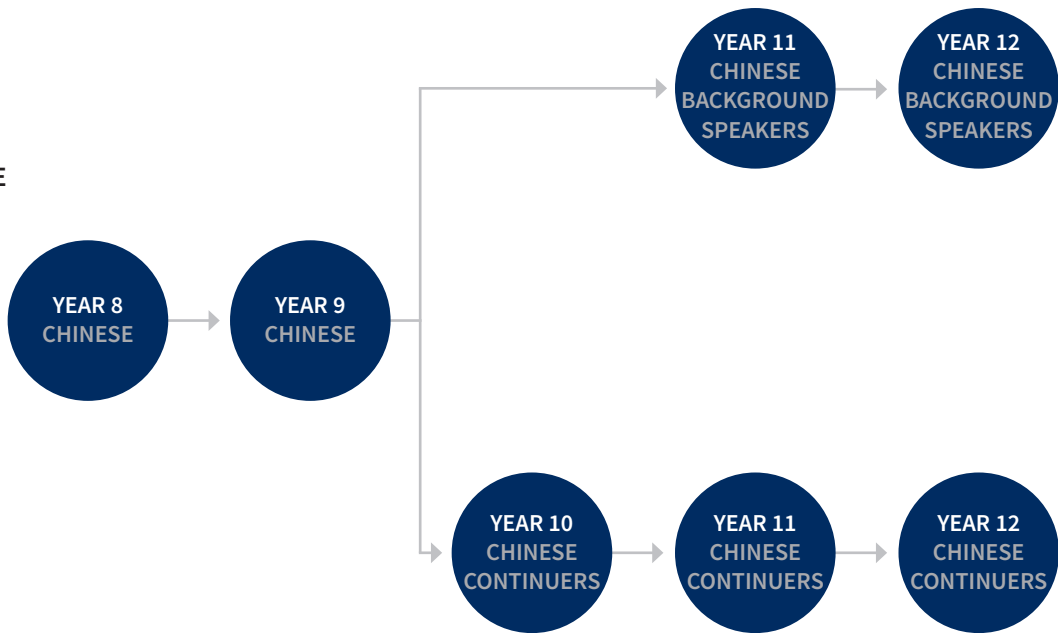 YEAR 11
CHINESE
BACKGROUND
SPEAKERS
YEAR 12
CHINESE
BACKGROUND
SPEAKERS
E
YEAR 8
CHINESE
YEAR 9
CHINESE
YEAR 10
CHINESE
CONTINUERS
YEAR 11
CHINESE
CONTINUERS
YEAR 12
CHINESE
CONTINUERS